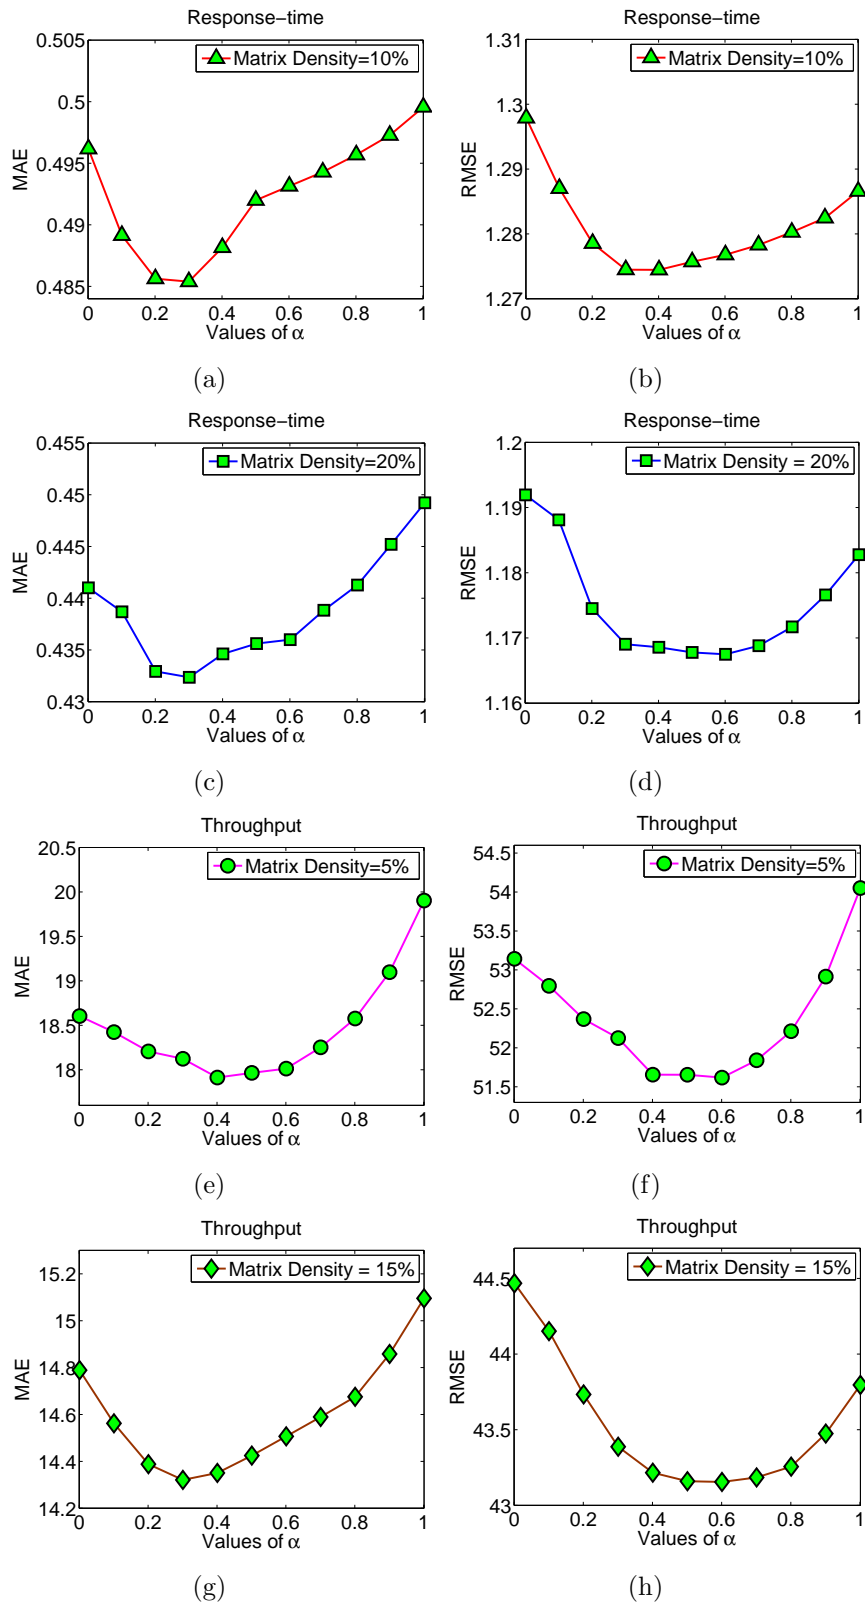 Response-time
0.505
0.5
0.495
0.49
0.485
MAE
Matrix Density=10%
0 0.2 0.4 0.6 0.8 1
Values of α
(a)
Response-time
1.31
1.3
1.29
1.28
1.27
RMSE
Matrix Density=10%
0 0.2 0.4 0.6 0.8 1
Values of α
(b)
Response-time
0.455
0.45
0.445
0.44
0.435
0.43
MAE
Matrix Density=20%
0 0.2 0.4 0.6 0.8 1
Values of α
(c)
Response-time
1.2
1.19
1.18
1.17
1.16
RMSE
Matrix Density = 20%
0 0.2 0.4 0.6 0.8 1
Values of α
(d)
Throughput
20.5
20
19.5
19
18.5
18
MAE
Matrix Density=5%
0 0.2 0.4 0.6 0.8 1
Values of α
(e)
Throughput
54.5
54
53.5
53
52.5
52
51.5
RMSE
Matrix Density=5%
0 0.2 0.4 0.6 0.8 1
Values of α
(f)
Throughput
15.2
15
14.8
14.6
14.4
14.2
MAE
Matrix Density = 15%
0 0.2 0.4 0.6 0.8 1
Values of α
(g)
Throughput
44.5
44
43.5
43
RMSE
Matrix Density = 15%
0 0.2 0.4 0.6 0.8 1
Values of α
(h)